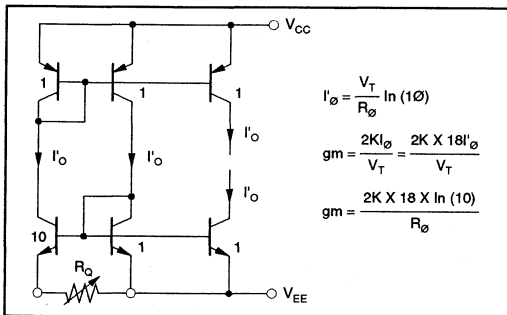 V_CC
1
1
1
I'_Ø = V_T / R_Ø ln (1Ø)
I'_O
I'_O
I'_O
gm = 2KI_Ø / V_T = 2K X 18I'_Ø / V_T
I'_O
gm = 2K X 18 X ln (10) / R_Ø
10
1
1
R_Q
V_EE